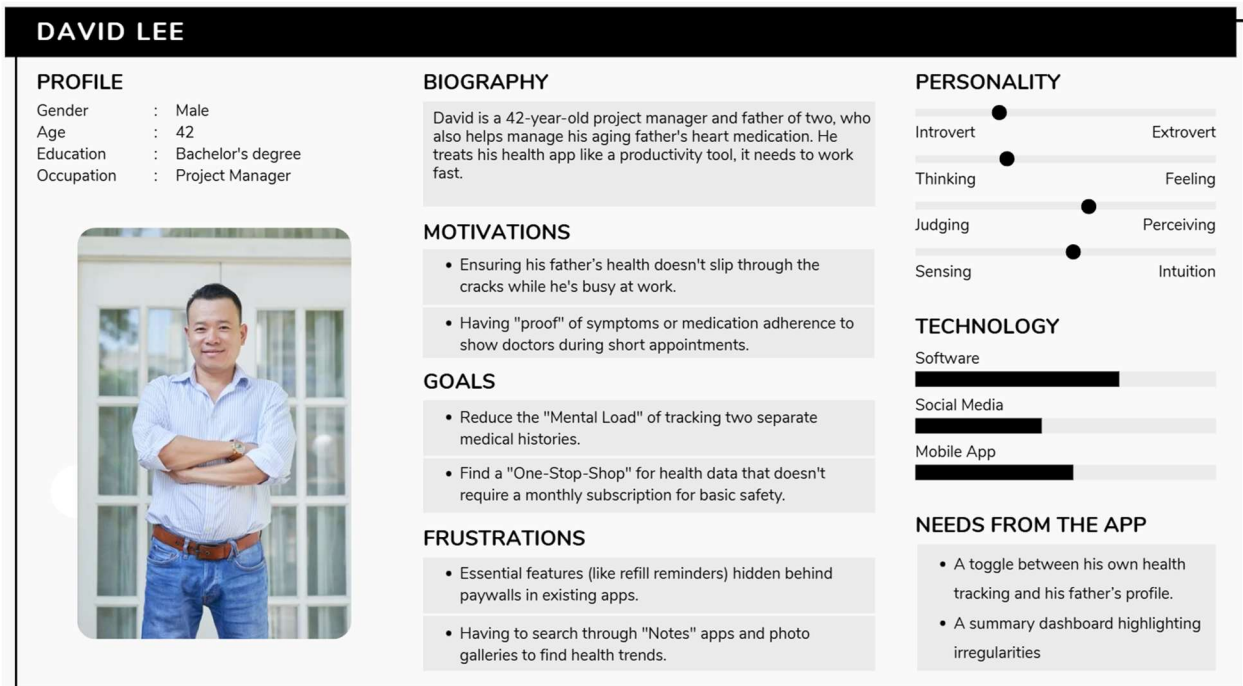 DAVID LEE
PROFILE
Gender : Male
Age : 42
Education : Bachelor's degree
Occupation : Project Manager
BIOGRAPHY
David is a 42-year-old project manager and father of two, who
also helps manage his aging father's heart medication. He
treats his health app like a productivity tool, it needs to work
fast.
MOTIVATIONS
• Ensuring his father’s health doesn't slip through the
cracks while he's busy at work.
• Having "proof" of symptoms or medication adherence to
show doctors during short appointments.
GOALS
• Reduce the "Mental Load" of tracking two separate
medical histories.
• Find a "One-Stop-Shop" for health data that doesn't
require a monthly subscription for basic safety.
FRUSTRATIONS
• Essential features (like refill reminders) hidden behind
paywalls in existing apps.
• Having to search through "Notes" apps and photo
galleries to find health trends.
PERSONALITY
Introvert Extrovert
Thinking Feeling
Judging Perceiving
Sensing Intuition
TECHNOLOGY
Software
Social Media
Mobile App
NEEDS FROM THE APP
• A toggle between his own health
tracking and his father’s profile.
• A summary dashboard highlighting
irregularities